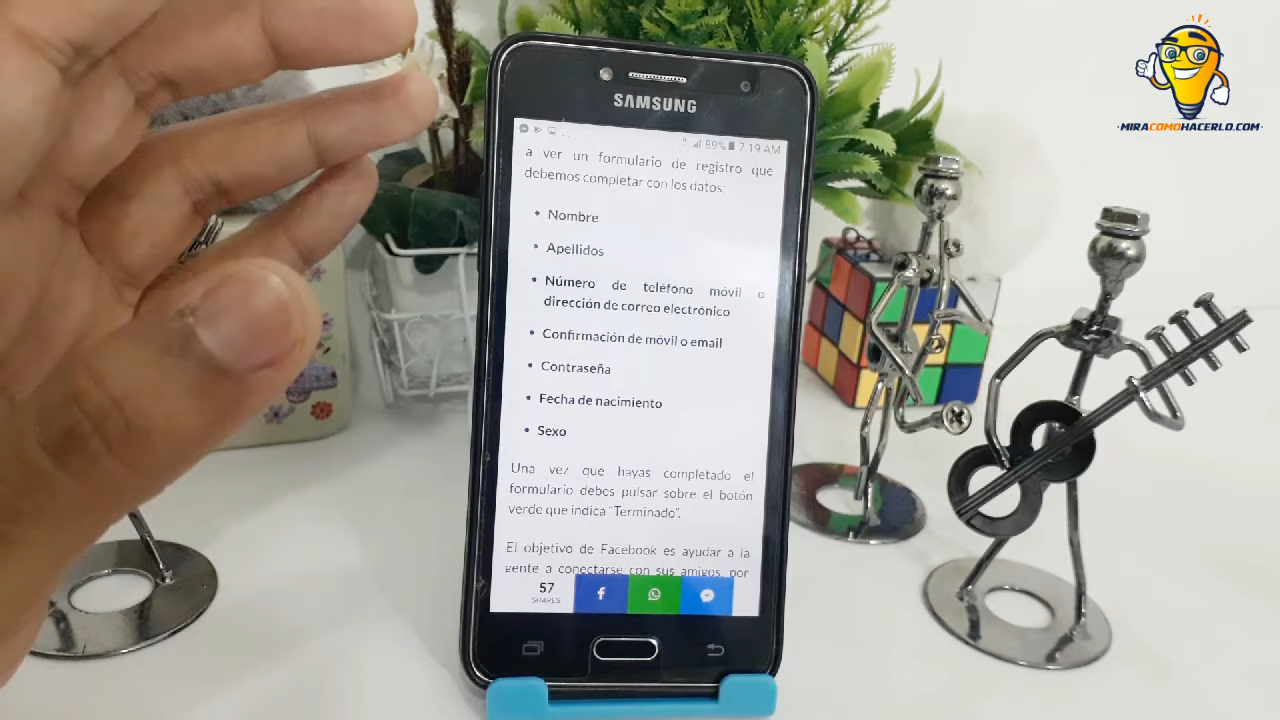 MIRACOMOHACERLO.COM
SAMSUNG
89% 7:19 AM
a ver un formulario de registro que
debemos completar con los datos:
• Nombre
• Apellidos
• Número de teléfono móvil o
dirección de correo electrónico
• Confirmación de móvil o email
• Contraseña
• Fecha de nacimiento
• Sexo
Una vez que hayas completado el
formulario debes pulsar sobre el botón
verde que indica "Terminado".
El objetivo de Facebook es ayudar a la
gente a conectarse con sus amigos, por
57
SHARES